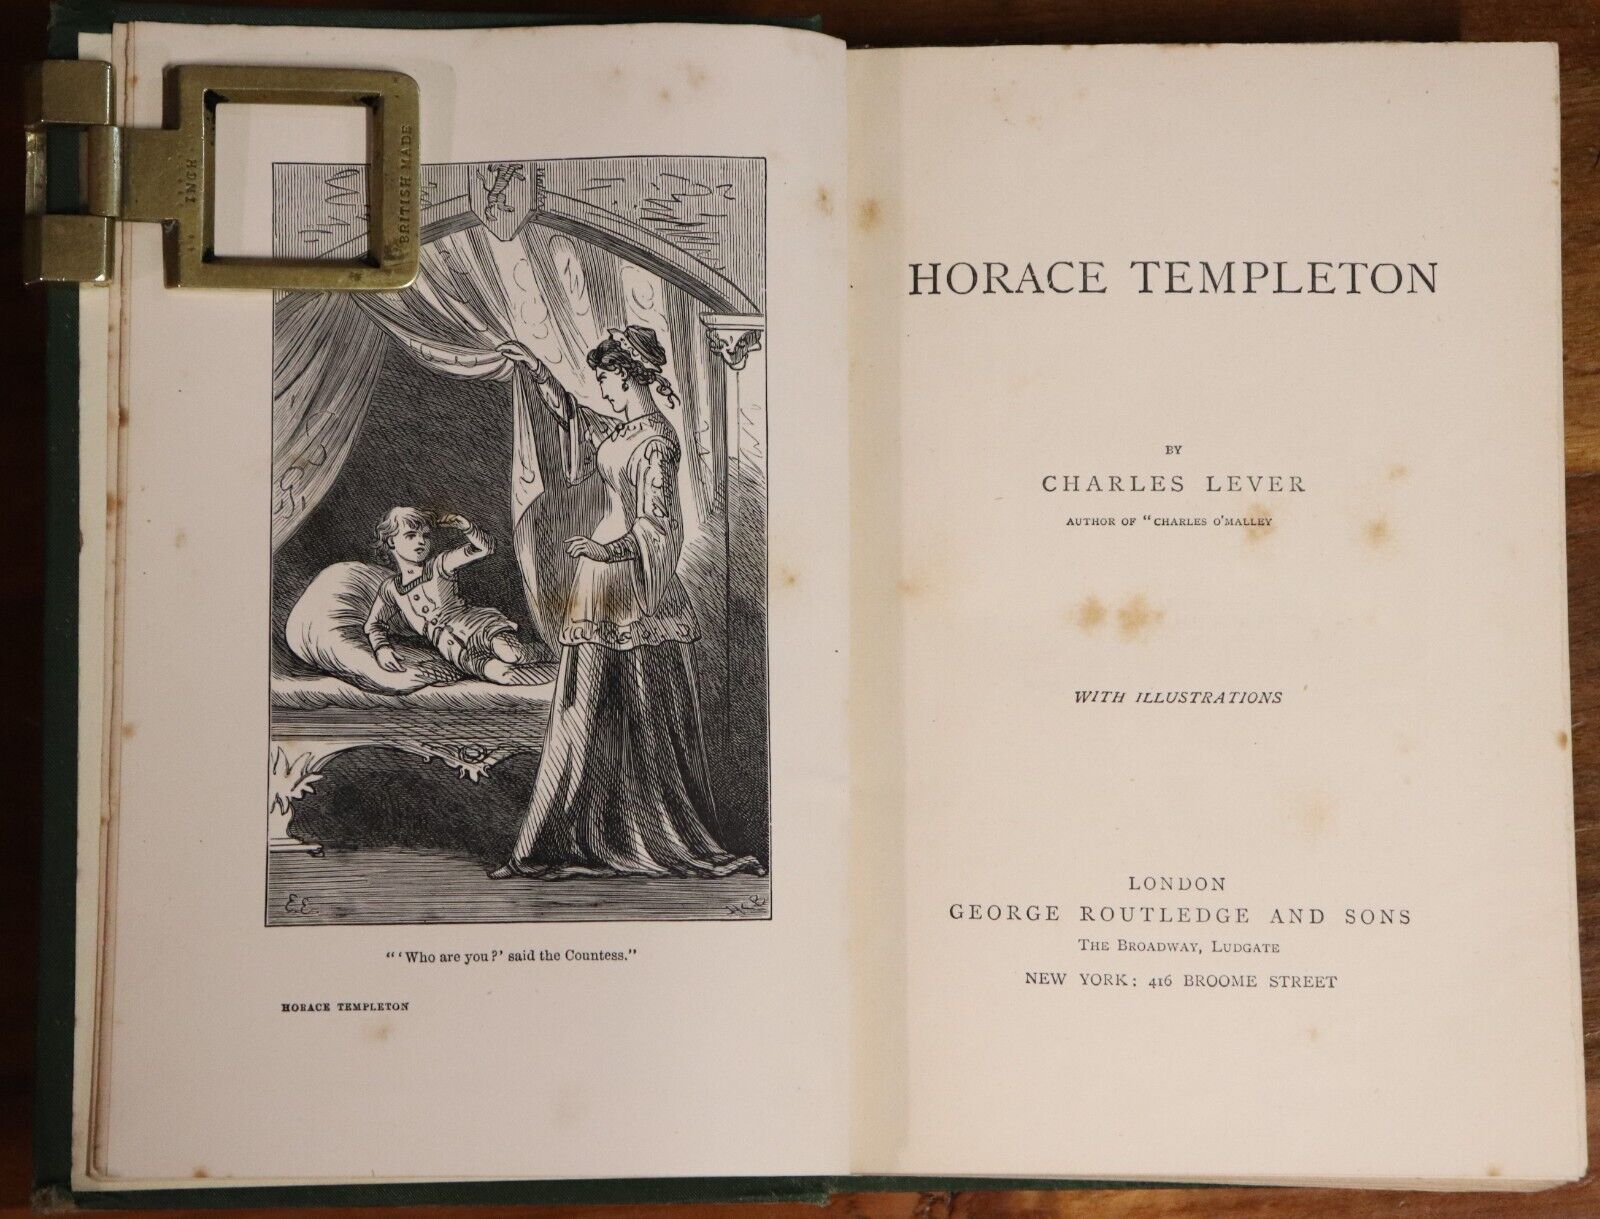 INCH
BRITISH MADE
E.E.
"'Who are you?' said the Countess."
HORACE TEMPLETON
HORACE TEMPLETON
BY
CHARLES LEVER
AUTHOR OF "CHARLES O'MALLEY
WITH ILLUSTRATIONS
LONDON
GEORGE ROUTLEDGE AND SONS
THE BROADWAY, LUDGATE
NEW YORK: 416 BROOME STREET